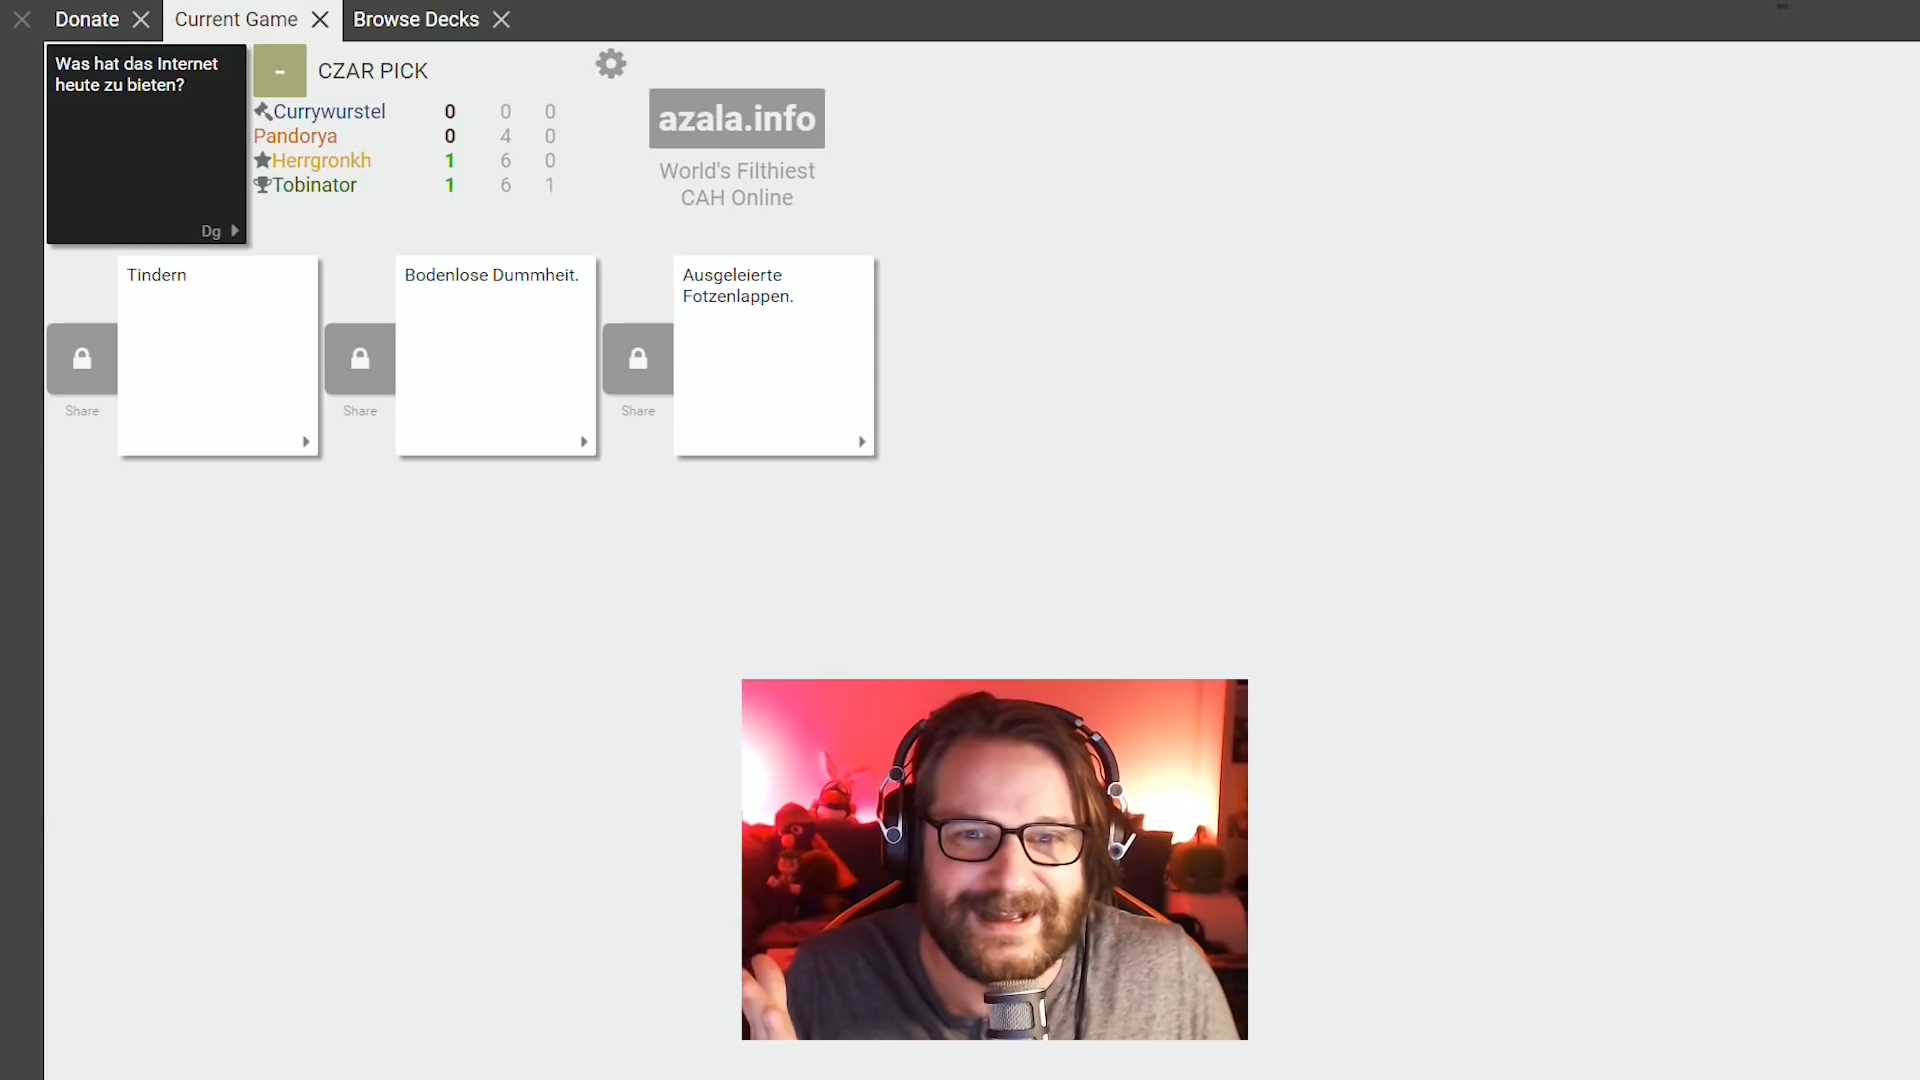 Donate
Current Game
Browse Decks
Was hat das Internet
heute zu bieten?
Dg
-
CZAR PICK
Currywurstel 0 0 0
Pandorya 0 4 0
Herrgronkh 1 6 0
Tobinator 1 6 1
azala.info
World's Filthiest
CAH Online
Share
Tindern
Share
Bodenlose Dummheit.
Share
Ausgeleierte
Fotzenlappen.